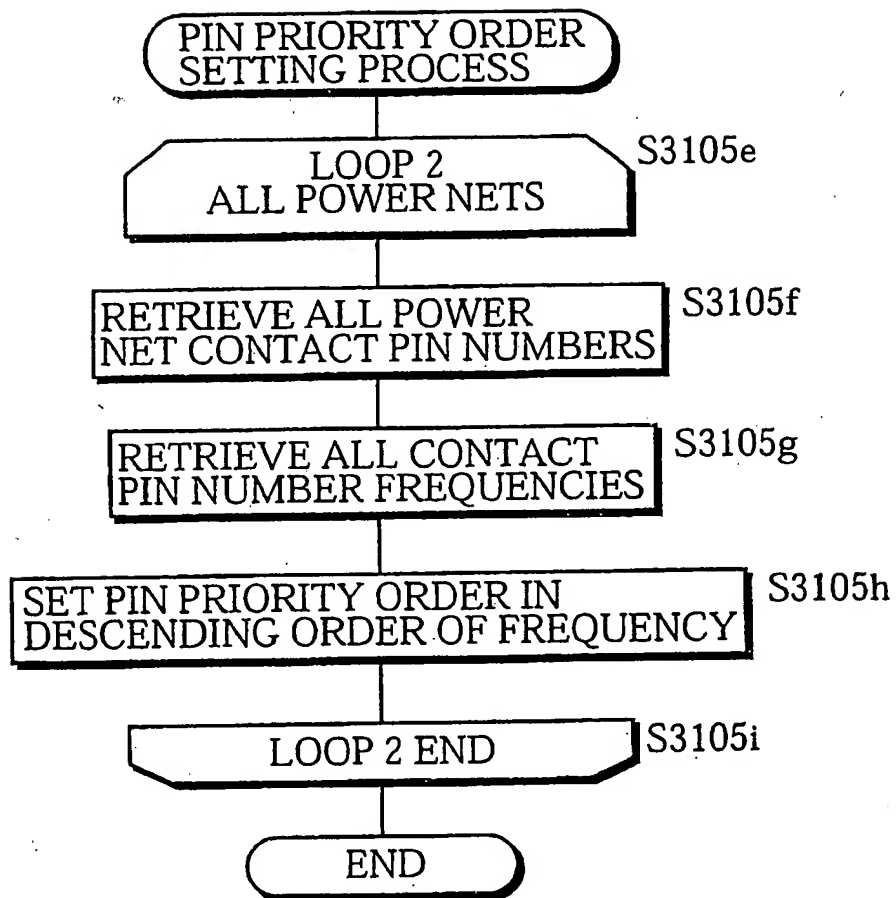 PIN PRIORITY ORDER
SETTING PROCESS
LOOP 2
ALL POWER NETS
S3105e
RETRIEVE ALL POWER
NET CONTACT PIN NUMBERS
S3105f
RETRIEVE ALL CONTACT
PIN NUMBER FREQUENCIES
S3105g
SET PIN PRIORITY ORDER IN
DESCENDING ORDER OF FREQUENCY
S3105h
LOOP 2 END
S3105i
END